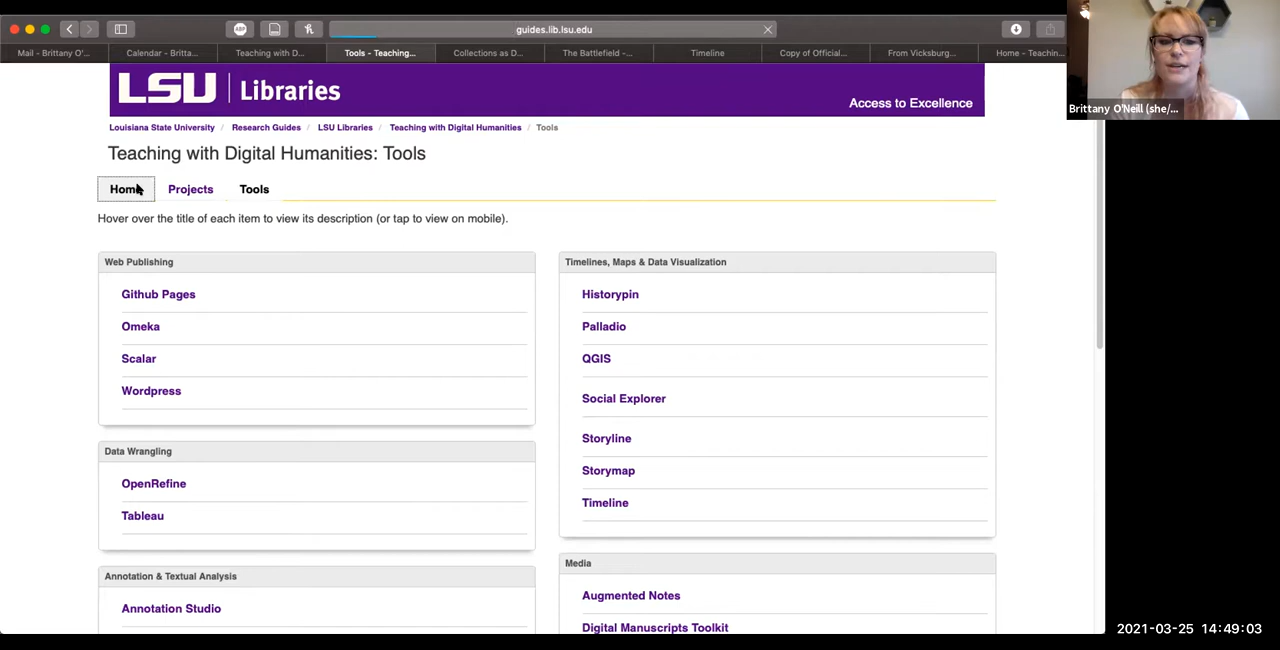 guides.lib.lsu.edu
Mail - Brittany O'...
Calendar - Britta...
Teaching with D...
Tools - Teaching...
Collections as D...
The Battlefield -...
Timeline
Copy of Official...
From Vicksburg...
Home - Teachin...
Brittany O'Neill (she/...
LSU Libraries
Access to Excellence
Louisiana State University / Research Guides / LSU Libraries / Teaching with Digital Humanities / Tools
Teaching with Digital Humanities: Tools
Home Projects Tools
Hover over the title of each item to view its description (or tap to view on mobile).
Web Publishing
Github Pages
Omeka
Scalar
Wordpress
Data Wrangling
OpenRefine
Tableau
Annotation & Textual Analysis
Annotation Studio
Timelines, Maps & Data Visualization
Historypin
Palladio
QGIS
Social Explorer
Storyline
Storymap
Timeline
Media
Augmented Notes
Digital Manuscripts Toolkit
2021-03-25 14:49:03